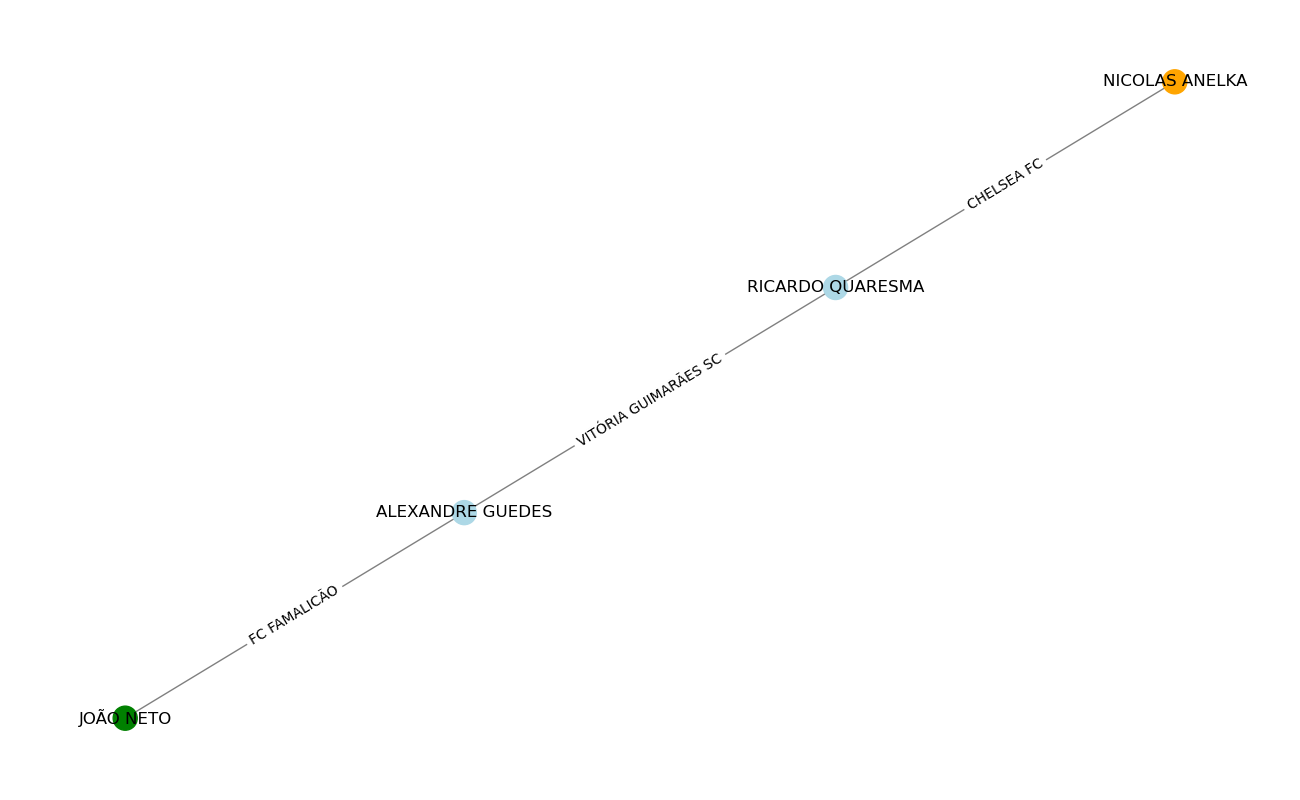 NICOLAS ANELKA
CHELSEA FC
RICARDO QUARESMA
VITÓRIA GUIMARÃES SC
ALEXANDRE GUEDES
FC FAMALICÃO
JOÃO NETO